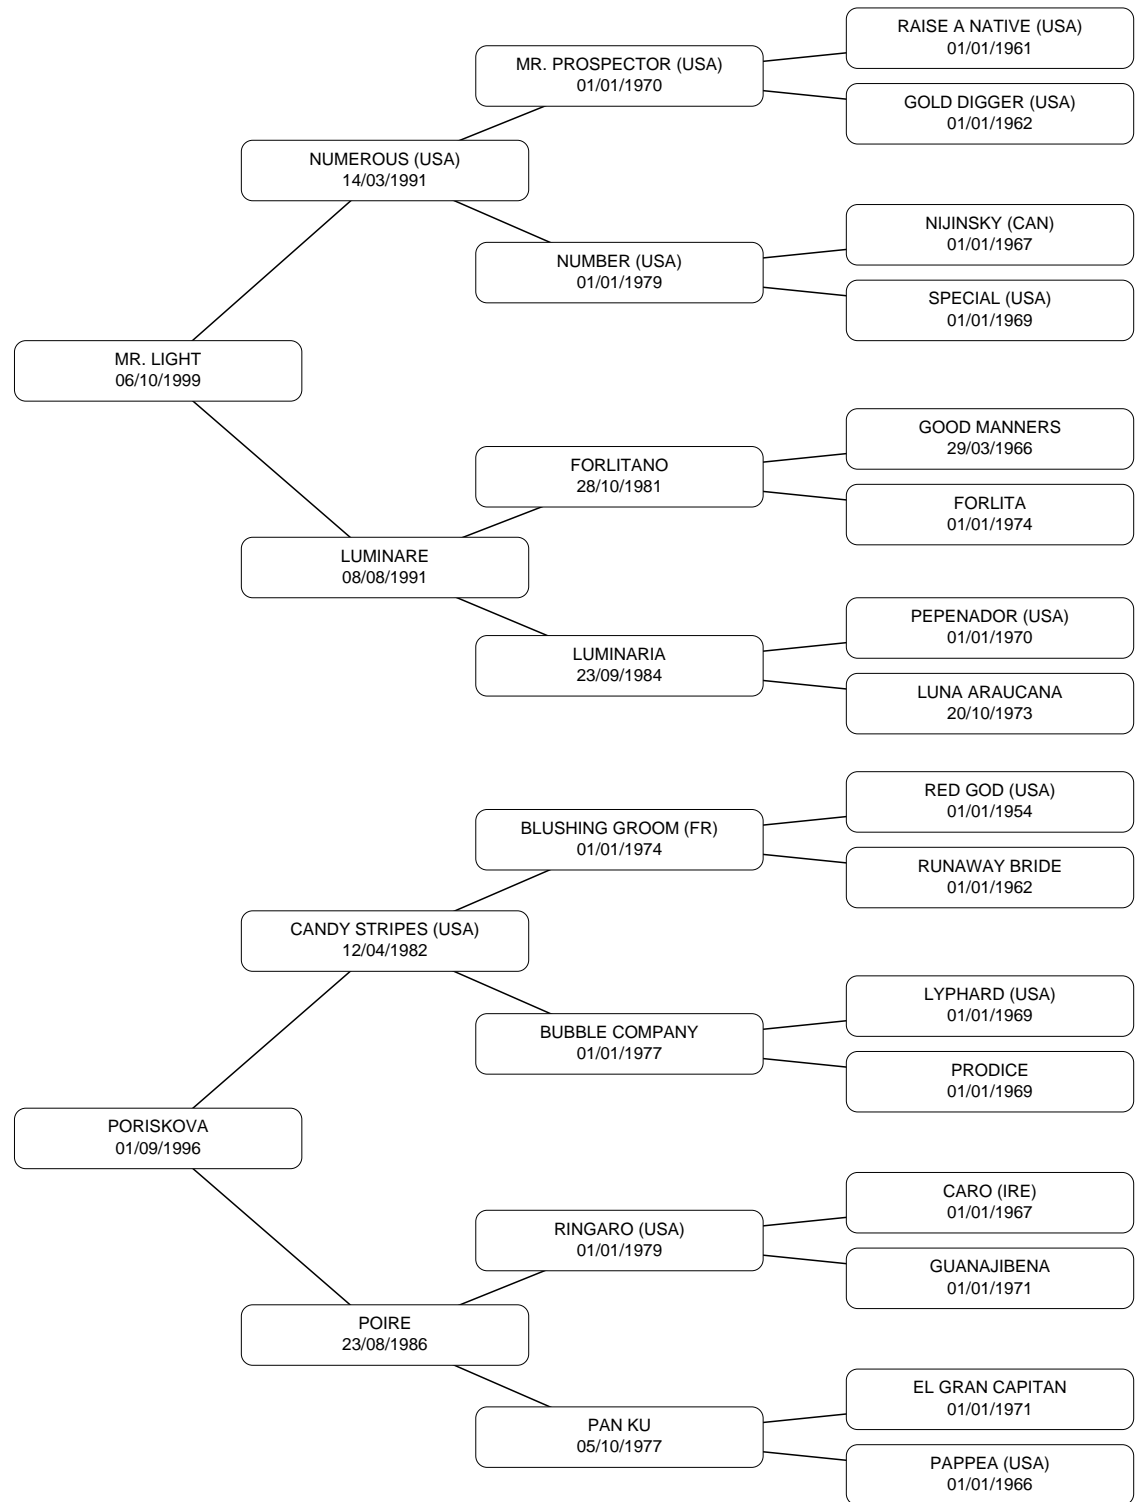 RAISE A NATIVE (USA)
01/01/1961
MR. PROSPECTOR (USA)
01/01/1970
GOLD DIGGER (USA)
01/01/1962
NUMEROUS (USA)
14/03/1991
NIJINSKY (CAN)
01/01/1967
NUMBER (USA)
01/01/1979
SPECIAL (USA)
01/01/1969
MR. LIGHT
06/10/1999
GOOD MANNERS
29/03/1966
FORLITANO
28/10/1981
FORLITA
01/01/1974
LUMINARE
08/08/1991
PEPENADOR (USA)
01/01/1970
LUMINARIA
23/09/1984
LUNA ARAUCANA
20/10/1973
RED GOD (USA)
01/01/1954
BLUSHING GROOM (FR)
01/01/1974
RUNAWAY BRIDE
01/01/1962
CANDY STRIPES (USA)
12/04/1982
LYPHARD (USA)
01/01/1969
BUBBLE COMPANY
01/01/1977
PRODICE
01/01/1969
PORISKOVA
01/09/1996
CARO (IRE)
01/01/1967
RINGARO (USA)
01/01/1979
GUANAJIBENA
01/01/1971
POIRE
23/08/1986
EL GRAN CAPITAN
01/01/1971
PAN KU
05/10/1977
PAPPEA (USA)
01/01/1966